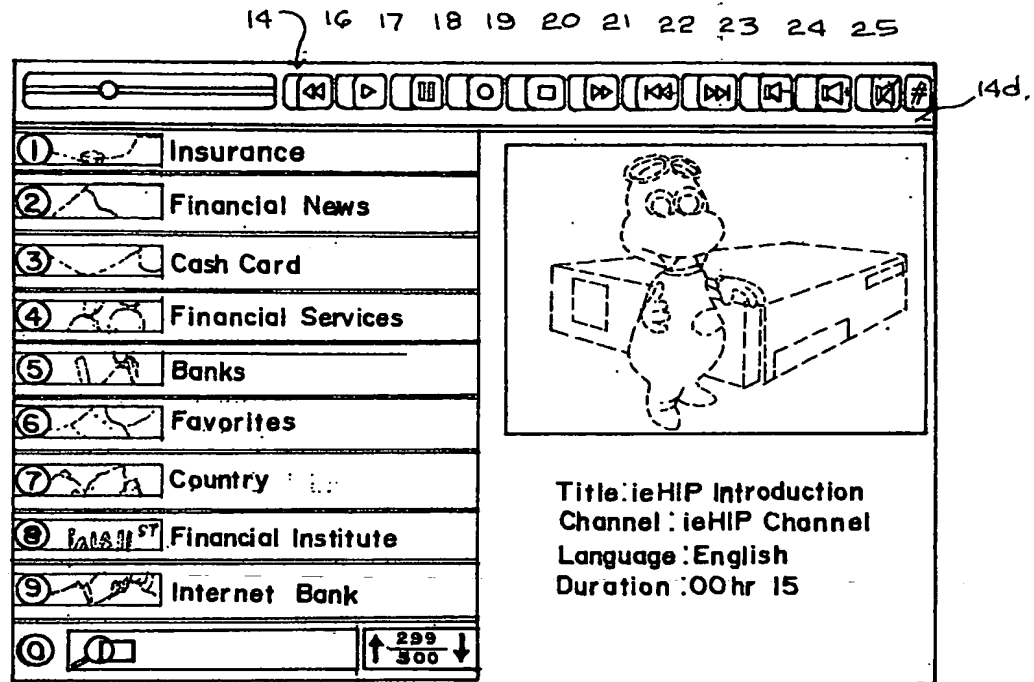 14 16 17 18 19 20 21 22 23 24 25
#
14d.
1 Insurance
2 Financial News
3 Cash Card
4 Financial Services
5 Banks
6 Favorites
7 Country
8 ST Financial Institute
9 Internet Bank
0 299
300
Title:ieHIP Introduction
Channel:ieHIP Channel
Language:English
Duration:00hr 15